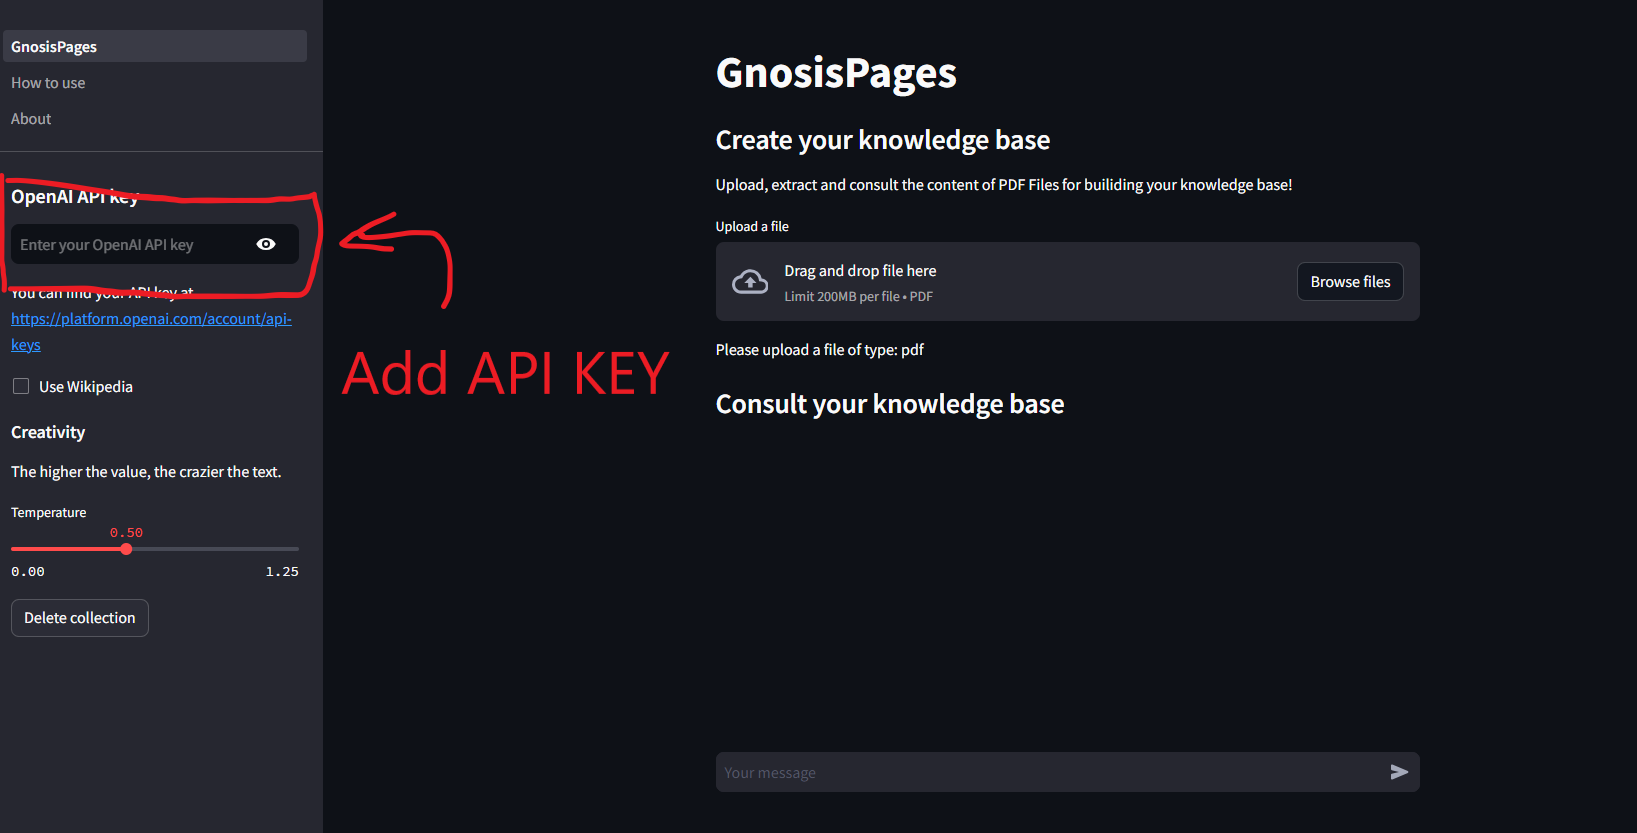 GnosisPages
How to use
About
OpenAI API key
Enter your OpenAI API key
You can find your API key at
https://platform.openai.com/account/api-
keys
Use Wikipedia
Creativity
The higher the value, the crazier the text.
Temperature
0.50
0.00 1.25
Delete collection
Add API KEY
GnosisPages
Create your knowledge base
Upload, extract and consult the content of PDF Files for builiding your knowledge base!
Upload a file
Drag and drop file here
Limit 200MB per file • PDF
Browse files
Please upload a file of type: pdf
Consult your knowledge base
Your message